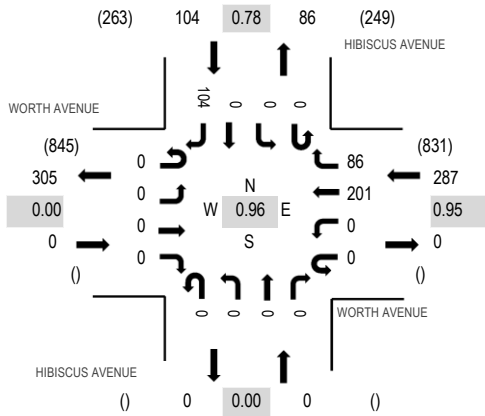 (263) 104 0.78 86 (249)
HIBISCUS AVENUE
104 0 0 0
WORTH AVENUE
(845) (831)
0 86
305 287
0 N 201
0.00 W 0.96 E 0.95
0 0
0 S 0
0 0
() ()
0 0 0 0
WORTH AVENUE
HIBISCUS AVENUE
() 0 0.00 0 ()